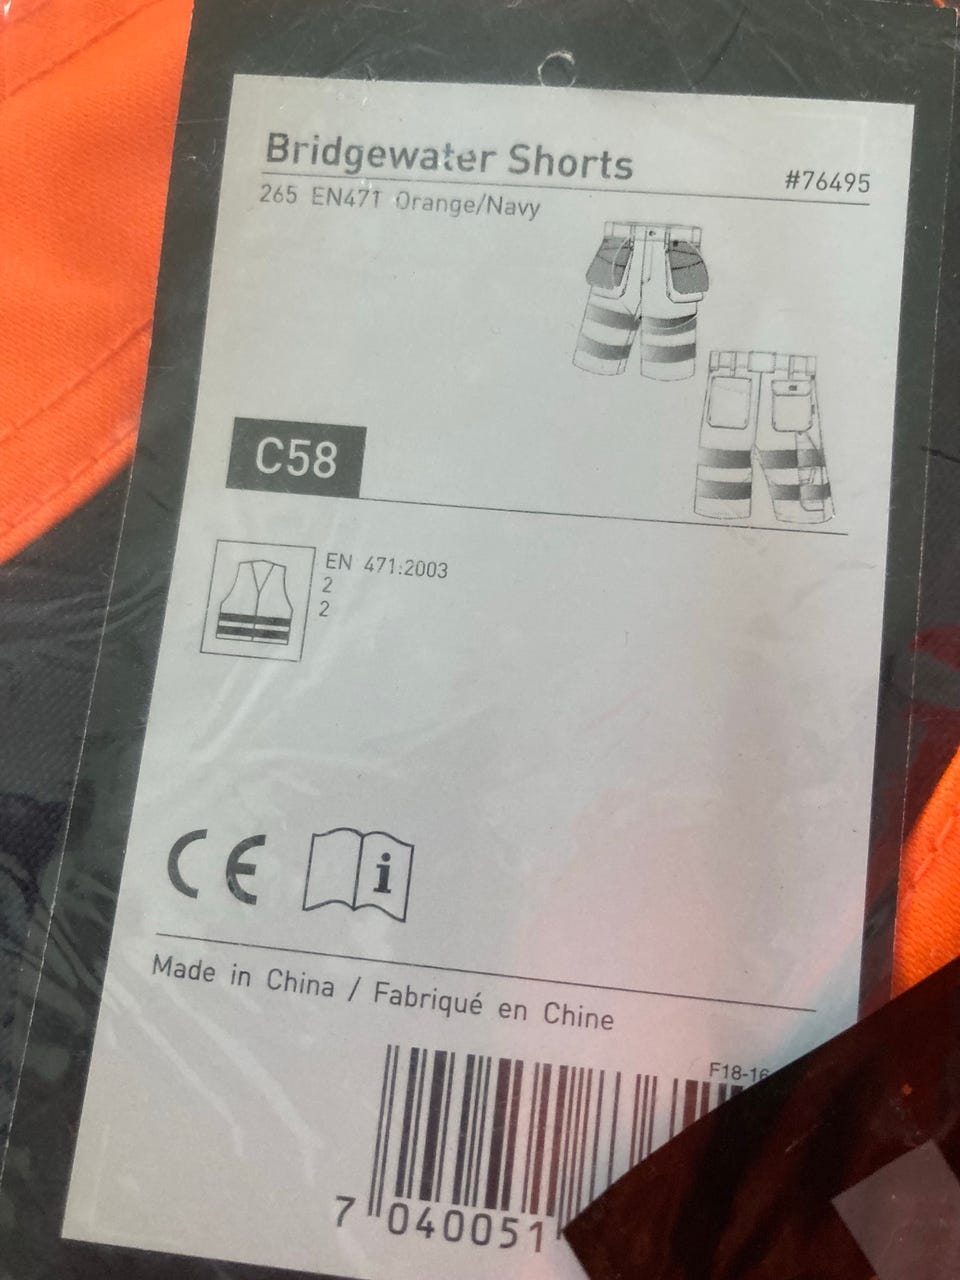 Bridgewater Shorts
#76495
265 EN471 Orange/Navy
C58
EN 471:2003
2
2
CE
i
Made in China / Fabriqué en Chine
F18-16
7 040051